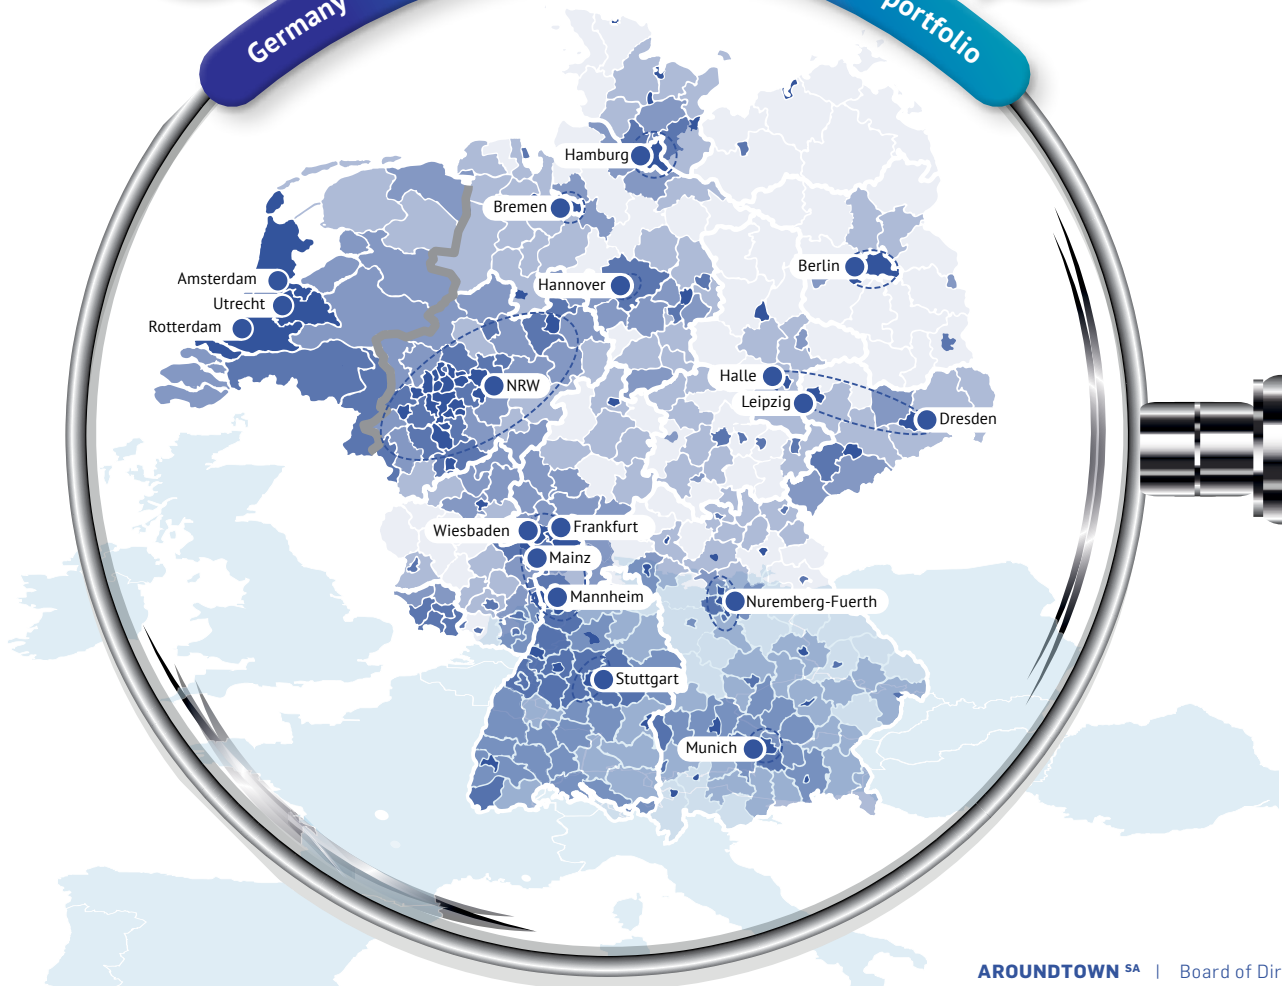 Germany
portfolio
Hamburg
Bremen
Berlin
Amsterdam
Hannover
Utrecht
Rotterdam
Halle
NRW
Leipzig
Dresden
Wiesbaden
Frankfurt
Mainz
Mannheim
Nuremberg-Fuerth
Stuttgart
Munich
AROUNDTOWN SA | Board of Dir